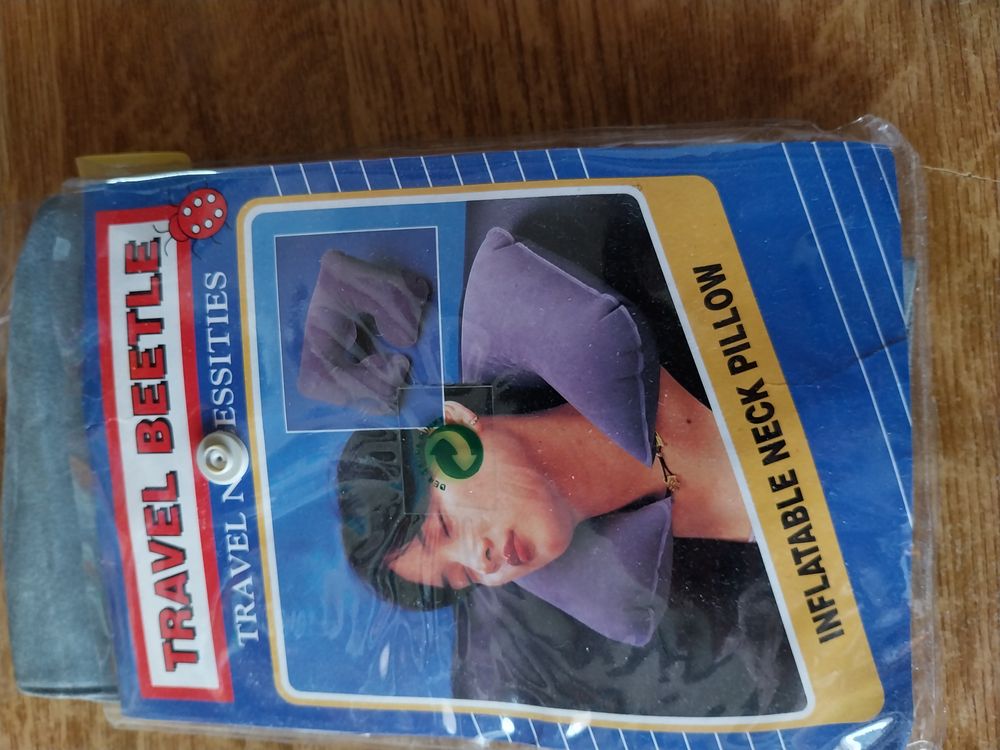 TRAVEL BEETLE
TRAVEL N ESSITIES
INFLATABLE NECK PILLOW